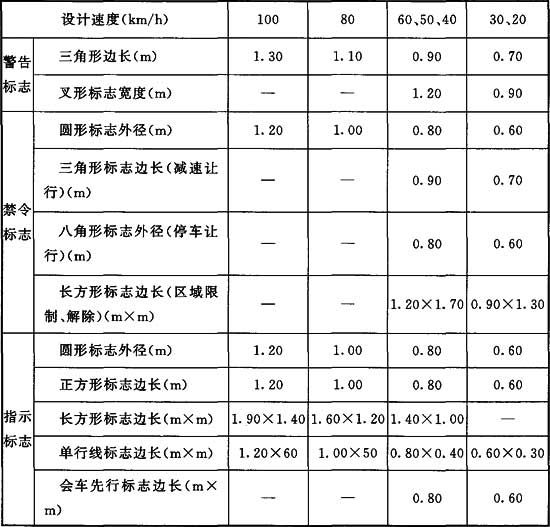 设计速度(km/h) 100 80 60、50、40 30、20
警告
标志
三角形边长(m) 1.30 1.10 0.90 0.70
叉形标志宽度(m) — — 1.20 0.90
禁令
标志
圆形标志外径(m) 1.20 1.00 0.80 0.60
三角形标志边长(减速让
行)(m) — — 0.90 0.70
八角形标志外径(停车让
行)(m) — — 0.80 0.60
长方形标志边长(区域限
制、解除)(m×m) — — 1.20×1.70 0.90×1.30
指示
标志
圆形标志外径(m) 1.20 1.00 0.80 0.60
正方形标志边长(m) 1.20 1.00 0.80 0.60
长方形标志边长(m×m) 1.90×1.40 1.60×1.20 1.40×1.00 —
单行线标志边长(m×m) 1.20×60 1.00×50 0.80×0.40 0.60×0.30
会车先行标志边长(m×
m) — — 0.80 0.60